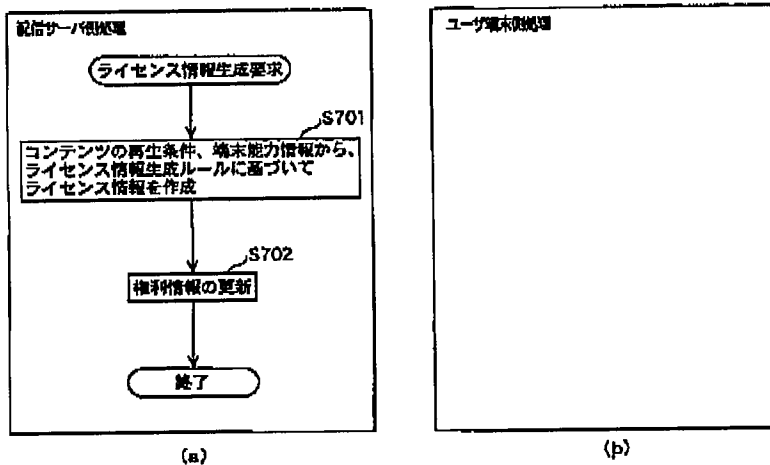 配信サーバ側処理
ライセンス情報生成要求
S701
コンテンツの再生条件、端末能力情報から、
ライセンス情報生成ルールに基づいて
ライセンス情報を作成
S702
権利情報の更新
終了
(a)
ユーザ端末側処理
(b)